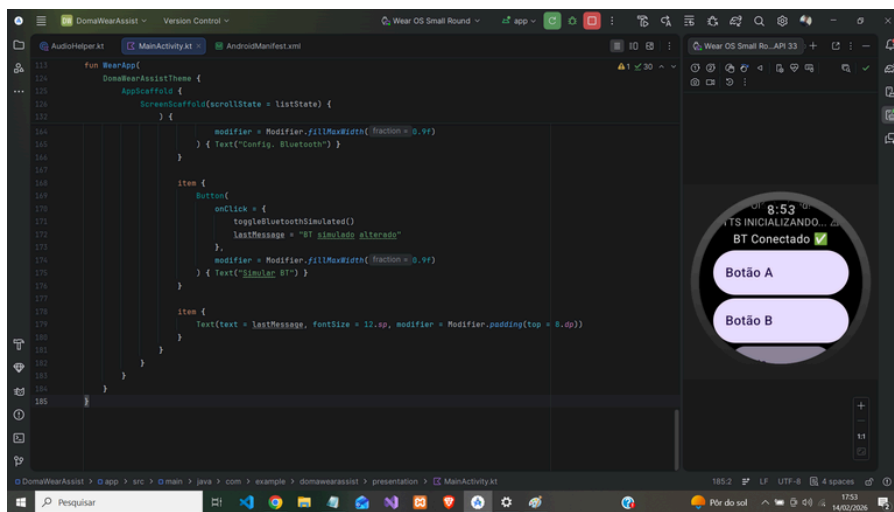 DomaWearAssist
Version Control
Wear OS Small Round
app
AudioHelper.kt
MainActivity.kt
AndroidManifest.xml
Wear OS Small Ro...API 33
113 fun WearApp(
124 DomaWearAssistTheme {
125 AppScaffold {
126 ScreenScaffold(scrollState = listState) {
132 ) {
164 modifier = Modifier.fillMaxWidth( fraction = 0.9f)
165 ) { Text("Config. Bluetooth") }
166 }
167
168 item {
169 Button(
170 onClick = {
171 toggleBluetoothSimulated()
172 lastMessage = "BT simulado alterado"
173 },
174 modifier = Modifier.fillMaxWidth( fraction = 0.9f)
175 ) { Text("Simular BT") }
176 }
177
178 item {
179 Text(text = lastMessage, fontSize = 12.sp, modifier = Modifier.padding(top = 8.dp))
180 }
181 }
182 }
183 }
184 }
185 }
1 30
8:53
TS INICIALIZANDO...
BT Conectado ✅
Botão A
Botão B
1:1
DomaWearAssist > app > src > main > java > com > example > domawearassist > presentation > MainActivity.kt
185:2 LF UTF-8 4 spaces
Pesquisar
Pôr do sol
17:53
14/02/2026